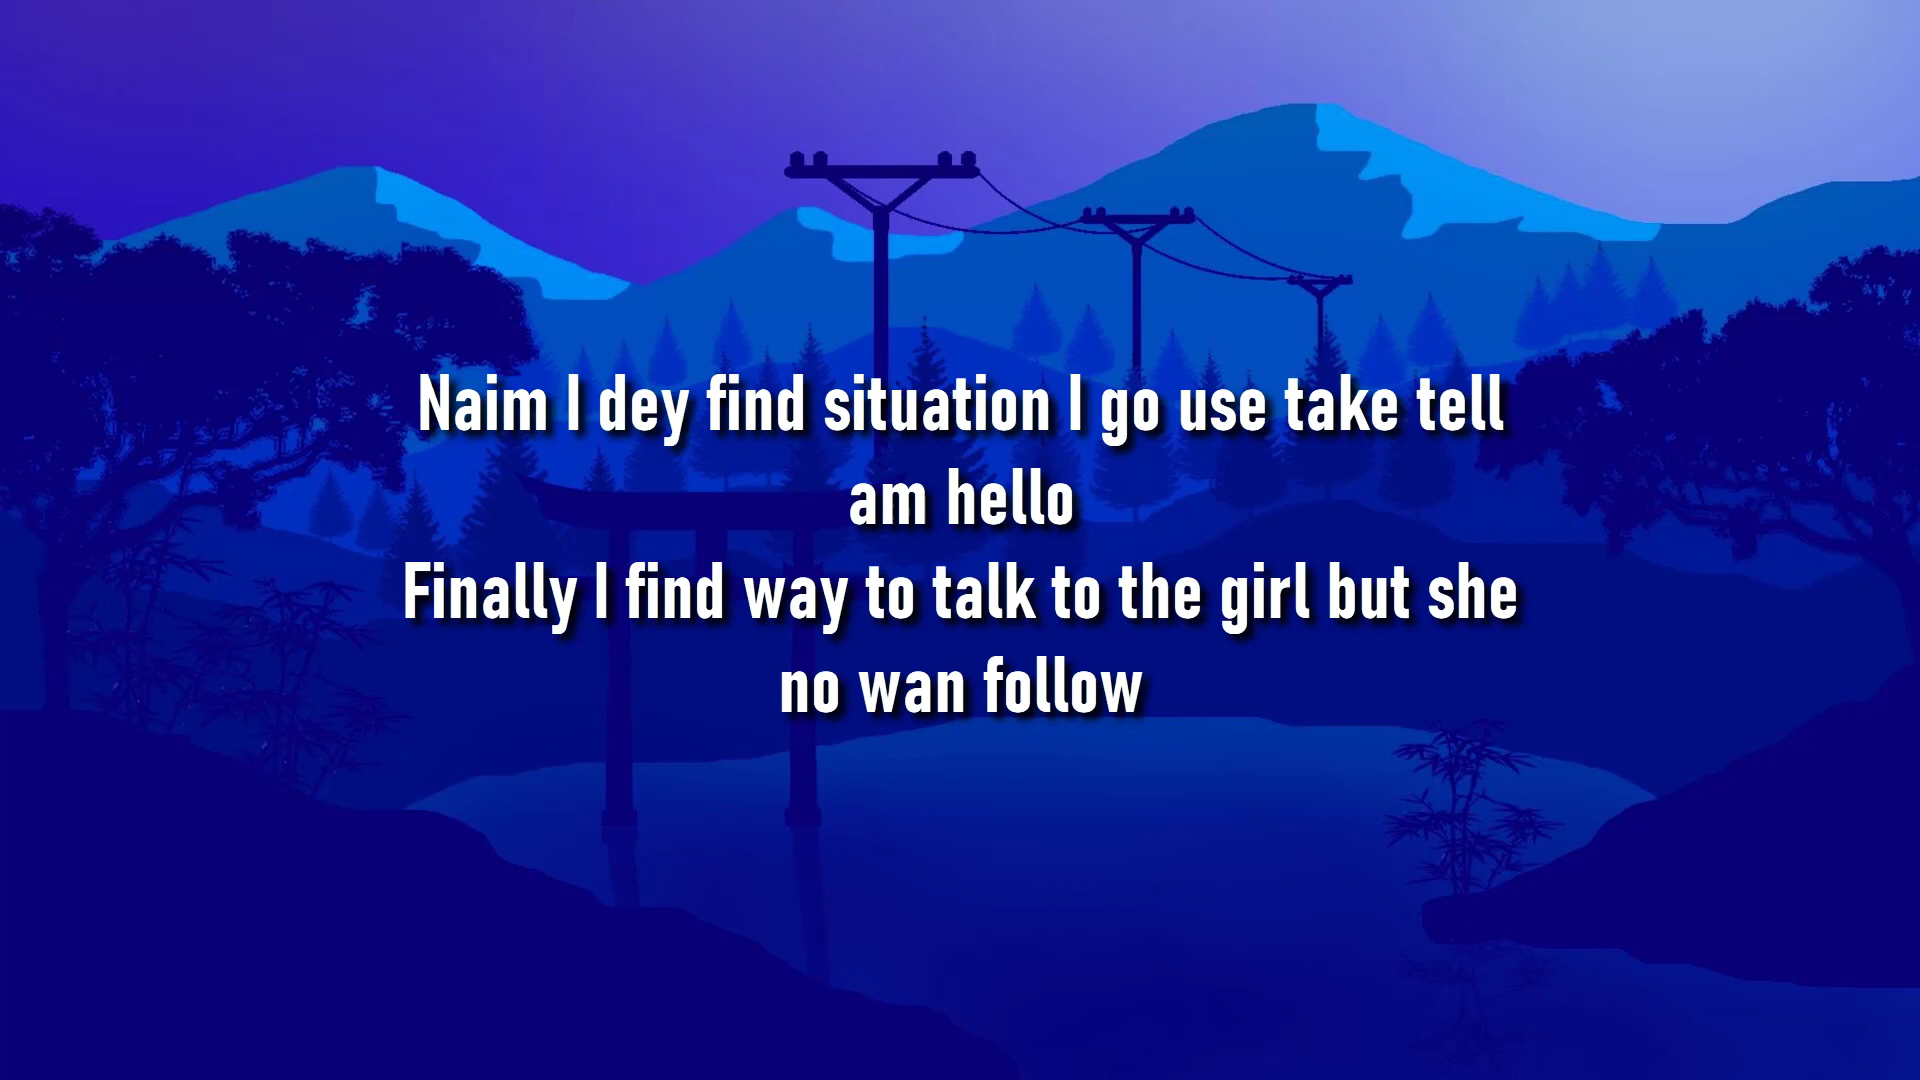 Naim I dey find situation I go use take tell
am hello
Finally I find way to talk to the girl but she
no wan follow